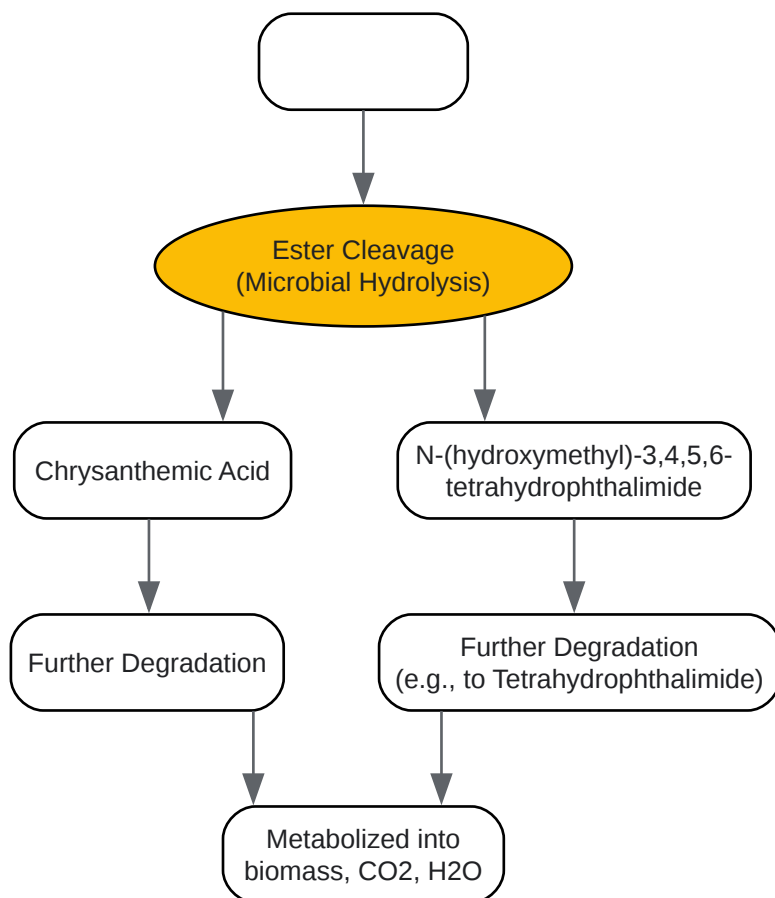 Ester Cleavage
(Microbial Hydrolysis)
Chrysanthemic Acid
N-(hydroxymethyl)-3,4,5,6-
tetrahydrophthalimide
Further Degradation
Further Degradation
(e.g., to Tetrahydrophthalimide)
Metabolized into
biomass, CO2, H2O